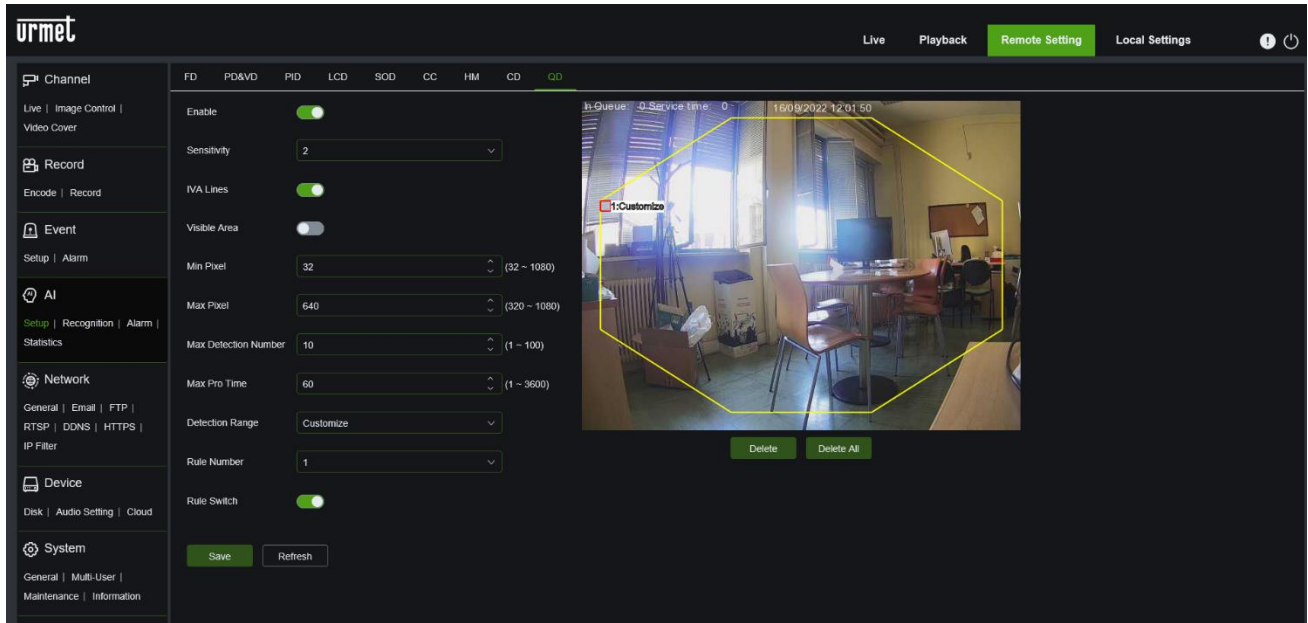 urmet
Live Playback Remote Setting Local Settings
Channel
Live | Image Control |
Video Cover
Record
Encode | Record
Event
Setup | Alarm
AI
Setup | Recognition | Alarm |
Statistics
Network
General | Email | FTP |
RTSP | DDNS | HTTPS |
IP Filter
Device
Disk | Audio Setting | Cloud
System
General | Multi-User |
Maintenance | Information
FD PD&VD PID LCD SOD CC HM CD QD
Enable
Sensitivity 2
IVA Lines
Visible Area
Min Pixel 32 (32 ~ 1080)
Max Pixel 640 (320 ~ 1080)
Max Detection Number 10 (1 ~ 100)
Max Pro Time 60 (1 ~ 3600)
Detection Range Customize
Rule Number 1
Rule Switch
Save Refresh
In Queue: 0 Service time: 0 16/09/2022 12:01:50
1:Customize
Delete Delete All